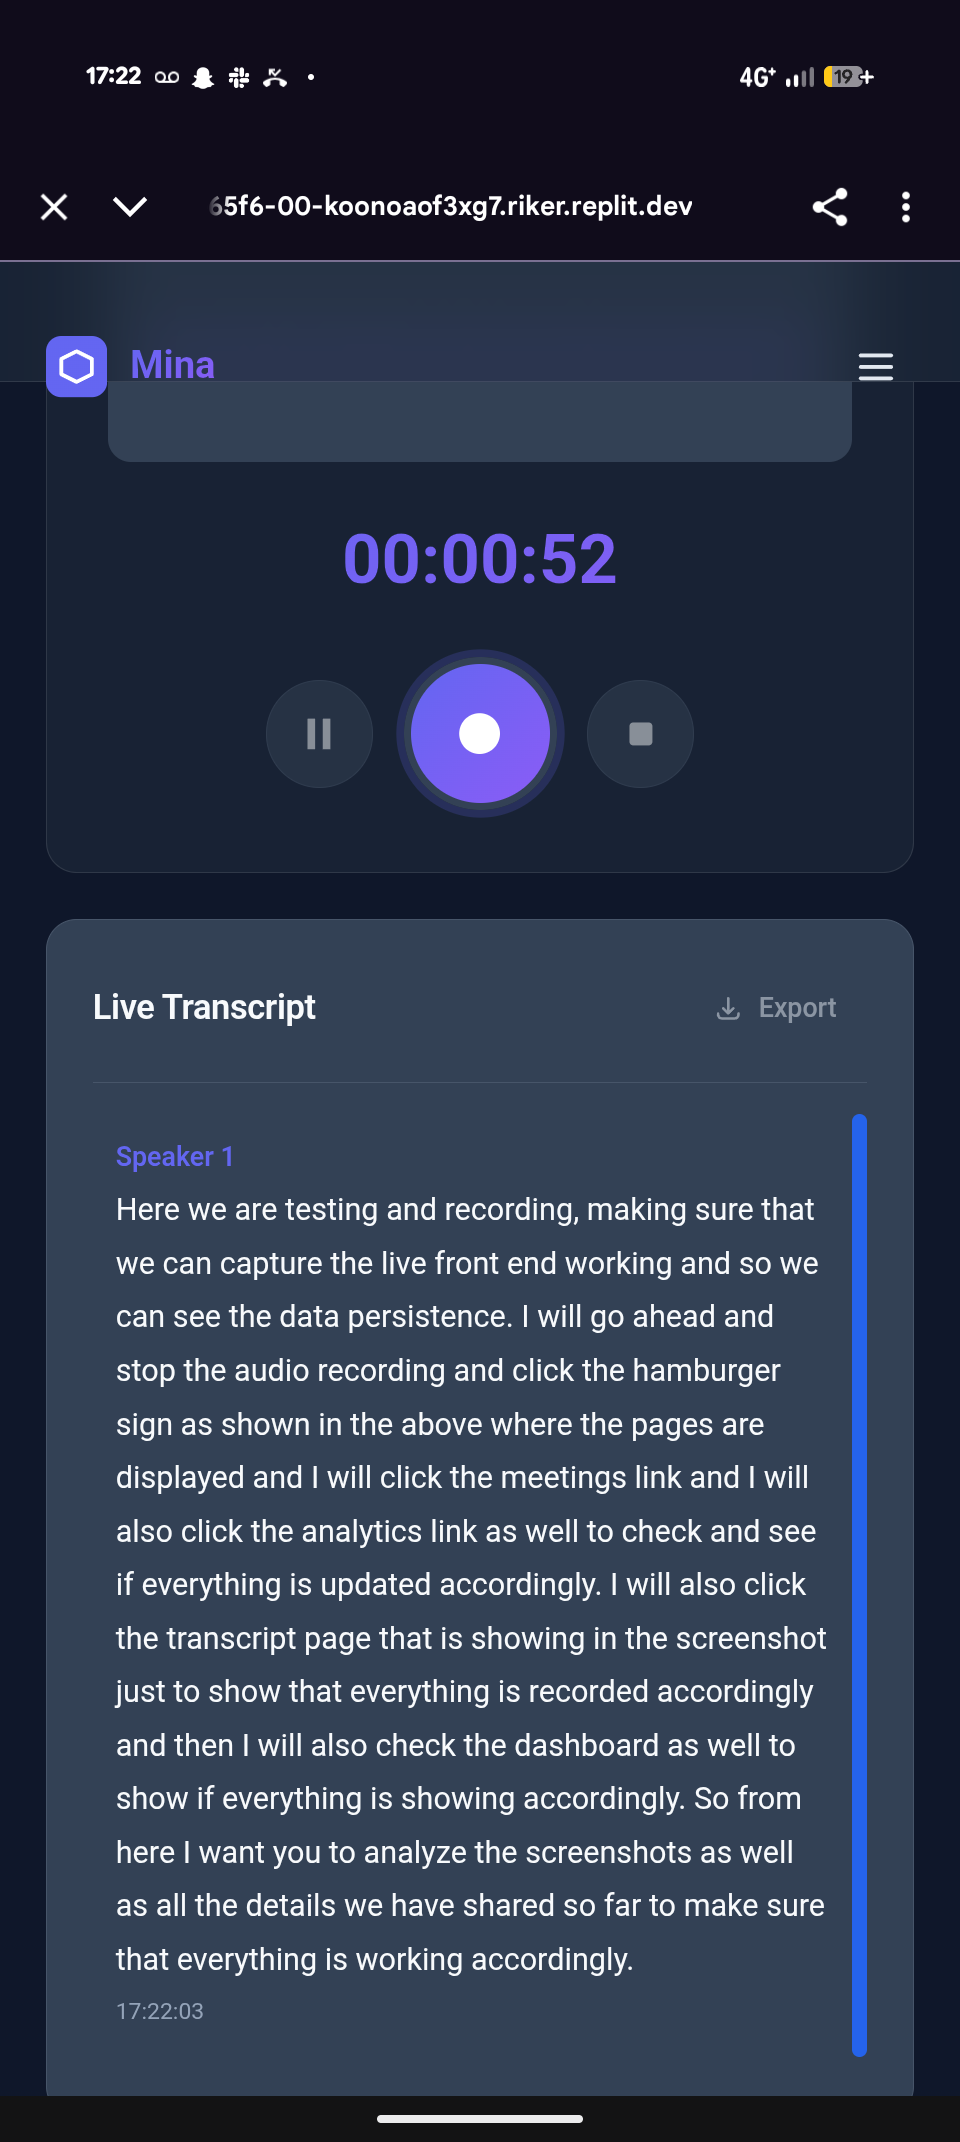 17:22
4G+
19
65f6-00-koonoaof3xg7.riker.replit.dev
Mina
00:00:52
Live Transcript
Export
Speaker 1
Here we are testing and recording, making sure that
we can capture the live front end working and so we
can see the data persistence. I will go ahead and
stop the audio recording and click the hamburger
sign as shown in the above where the pages are
displayed and I will click the meetings link and I will
also click the analytics link as well to check and see
if everything is updated accordingly. I will also click
the transcript page that is showing in the screenshot
just to show that everything is recorded accordingly
and then I will also check the dashboard as well to
show if everything is showing accordingly. So from
here I want you to analyze the screenshots as well
as all the details we have shared so far to make sure
that everything is working accordingly.
17:22:03